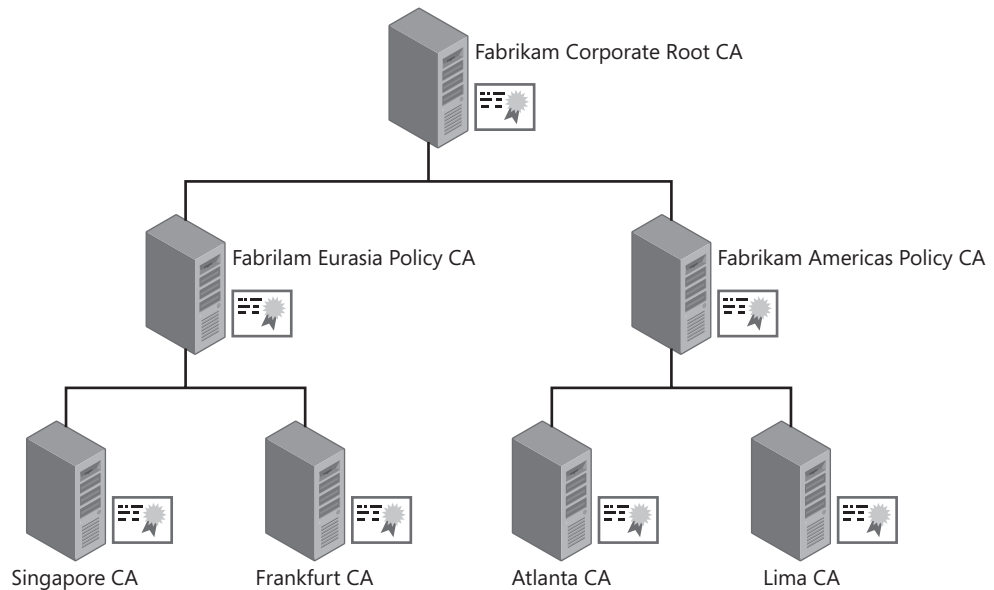 Fabrikam Corporate Root CA
Fabrilam Eurasia Policy CA
Fabrikam Americas Policy CA
Singapore CA
Frankfurt CA
Atlanta CA
Lima CA